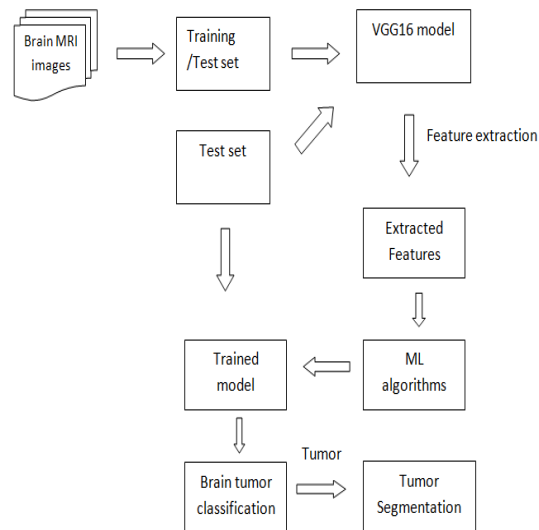 Brain MRI
images
Training
/Test set
VGG16 model
Test set
Feature extraction
Extracted
Features
Trained
model
ML
algorithms
Tumor
Brain tumor
classification
Tumor
Segmentation